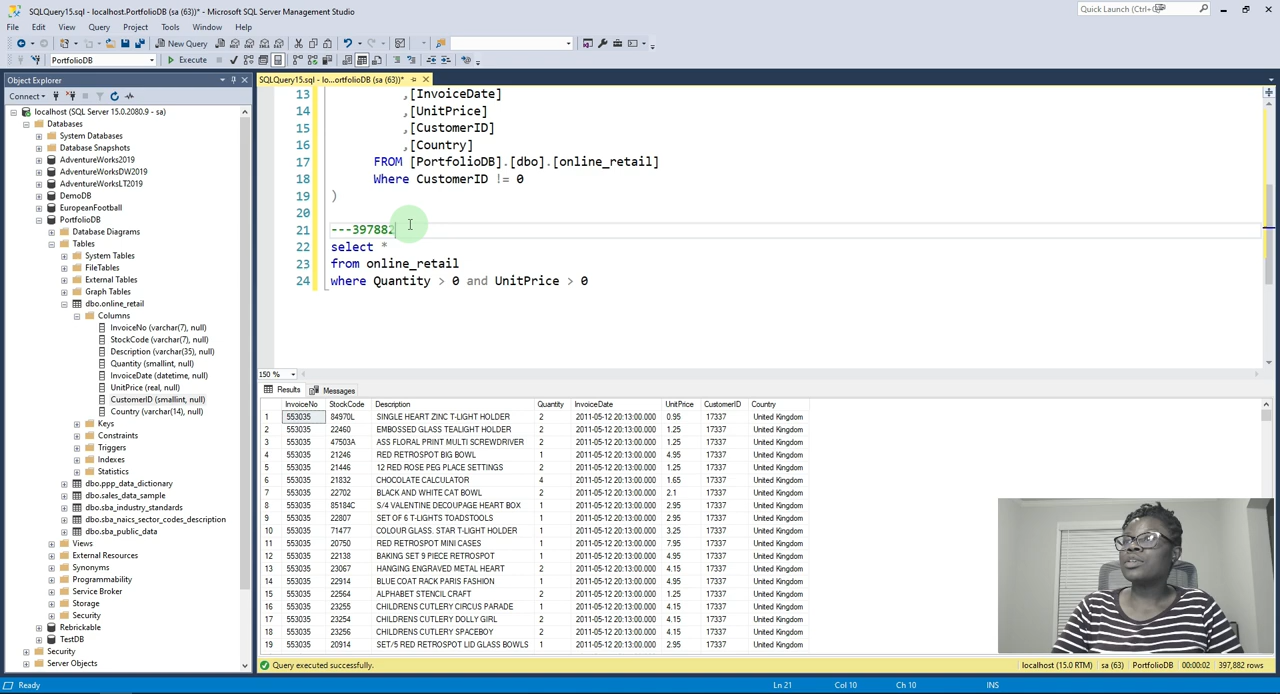 SQLQuery15.sql - localhost.PortfolioDB (sa (63))* - Microsoft SQL Server Management Studio
Quick Launch (Ctrl+Q)
File Edit View Query Project Tools Window Help
New Query
PortfolioDB Execute
Object Explorer
SQLQuery15.sql - lo...ortfolioDB (sa (63))*
Connect
localhost (SQL Server 15.0.2080.9 - sa)
Databases
System Databases
Database Snapshots
AdventureWorks2019
AdventureWorksDW2019
AdventureWorksLT2019
DemoDB
EuropeanFootball
PortfolioDB
Database Diagrams
Tables
System Tables
FileTables
External Tables
Graph Tables
dbo.online_retail
Columns
InvoiceNo (varchar(7), null)
StockCode (varchar(7), null)
Description (varchar(35), null)
Quantity (smallint, null)
InvoiceDate (datetime, null)
UnitPrice (real, null)
CustomerID (smallint, null)
Country (varchar(14), null)
Keys
Constraints
Triggers
Indexes
Statistics
dbo.ppp_data_dictionary
dbo.sales_data_sample
dbo.sba_industry_standards
dbo.sba_naics_sector_codes_description
dbo.sba_public_data
Views
External Resources
Synonyms
Programmability
Service Broker
Storage
Security
Rebrickable
TestDB
Security
Server Objects
13 ,[InvoiceDate]
14 ,[UnitPrice]
15 ,[CustomerID]
16 ,[Country]
17 FROM [PortfolioDB].[dbo].[online_retail]
18 Where CustomerID != 0
19 )
20
21 ---397882
22 select *
23 from online_retail
24 where Quantity > 0 and UnitPrice > 0
150 %
Results Messages
InvoiceNo StockCode Description Quantity InvoiceDate UnitPrice CustomerID Country
1 553035 84970L SINGLE HEART ZINC T-LIGHT HOLDER 2 2011-05-12 20:13:00.000 0.95 17337 United Kingdom
2 553035 22460 EMBOSSED GLASS TEALIGHT HOLDER 2 2011-05-12 20:13:00.000 1.25 17337 United Kingdom
3 553035 47503A ASS FLORAL PRINT MULTI SCREWDRIVER 2 2011-05-12 20:13:00.000 1.25 17337 United Kingdom
4 553035 21246 RED RETROSPOT BIG BOWL 1 2011-05-12 20:13:00.000 4.95 17337 United Kingdom
5 553035 21446 12 RED ROSE PEG PLACE SETTINGS 2 2011-05-12 20:13:00.000 1.25 17337 United Kingdom
6 553035 21832 CHOCOLATE CALCULATOR 4 2011-05-12 20:13:00.000 1.65 17337 United Kingdom
7 553035 22702 BLACK AND WHITE CAT BOWL 2 2011-05-12 20:13:00.000 2.1 17337 United Kingdom
8 553035 85184C S/4 VALENTINE DECOUPAGE HEART BOX 1 2011-05-12 20:13:00.000 2.95 17337 United Kingdom
9 553035 22807 SET OF 6 T-LIGHTS TOADSTOOLS 1 2011-05-12 20:13:00.000 2.95 17337 United Kingdom
10 553035 71477 COLOUR GLASS. STAR T-LIGHT HOLDER 1 2011-05-12 20:13:00.000 3.25 17337 United Kingdom
11 553035 20750 RED RETROSPOT MINI CASES 1 2011-05-12 20:13:00.000 7.95 17337 United Kingdom
12 553035 22138 BAKING SET 9 PIECE RETROSPOT 1 2011-05-12 20:13:00.000 4.95 17337 United Kingdom
13 553035 23067 HANGING ENGRAVED METAL HEART 2 2011-05-12 20:13:00.000 4.15 17337 United Kingdom
14 553035 22914 BLUE COAT RACK PARIS FASHION 1 2011-05-12 20:13:00.000 4.95 17337 United Kingdom
15 553035 22564 ALPHABET STENCIL CRAFT 2 2011-05-12 20:13:00.000 1.25 17337 United Kingdom
16 553035 23255 CHILDRENS CUTLERY CIRCUS PARADE 1 2011-05-12 20:13:00.000 4.15 17337 United Kingdom
17 553035 23254 CHILDRENS CUTLERY DOLLY GIRL 2 2011-05-12 20:13:00.000 4.15 17337 United Kingdom
18 553035 23256 CHILDRENS CUTLERY SPACEBOY 2 2011-05-12 20:13:00.000 4.15 17337 United Kingdom
19 553035 20914 SET/5 RED RETROSPOT LID GLASS BOWLS 1 2011-05-12 20:13:00.000 2.95 17337 United Kingdom
Query executed successfully. localhost (15.0 RTM) sa (63) PortfolioDB 00:00:02 397,882 rows
Ready Ln 21 Col 10 Ch 10 INS